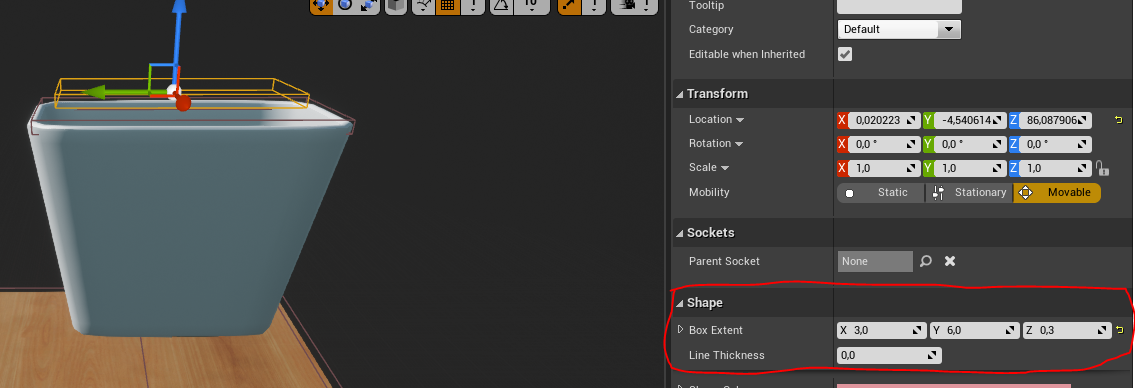 Tooltip
10
Category Default
Editable when Inherited
Transform
Location X 0,020223 Y -4,540614 Z 86,087906
Rotation X 0,0 ° Y 0,0 ° Z 0,0 °
Scale X 1,0 Y 1,0 Z 1,0
Mobility Static Stationary Movable
Sockets
Parent Socket None
Shape
Box Extent X 3,0 Y 6,0 Z 0,3
Line Thickness 0,0